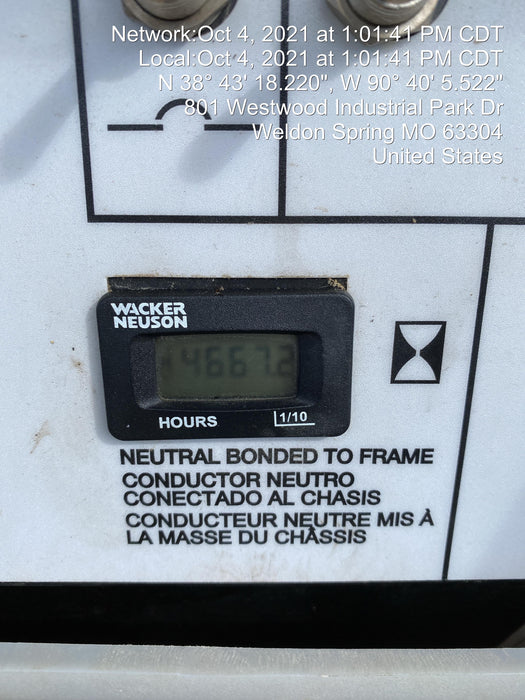 Network:Oct 4, 2021 at 1:01:41 PM CDT
Local:Oct 4, 2021 at 1:01:41 PM CDT
N 38° 43' 18.220", W 90° 40' 5.522"
801 Westwood Industrial Park Dr
Weldon Spring MO 63304
United States
WACKER
NEUSON
4667.2
HOURS 1/10
NEUTRAL BONDED TO FRAME
CONDUCTOR NEUTRO
CONECTADO AL CHASIS
CONDUCTEUR NEUTRE MIS À
LA MASSE DU CHÂSSIS